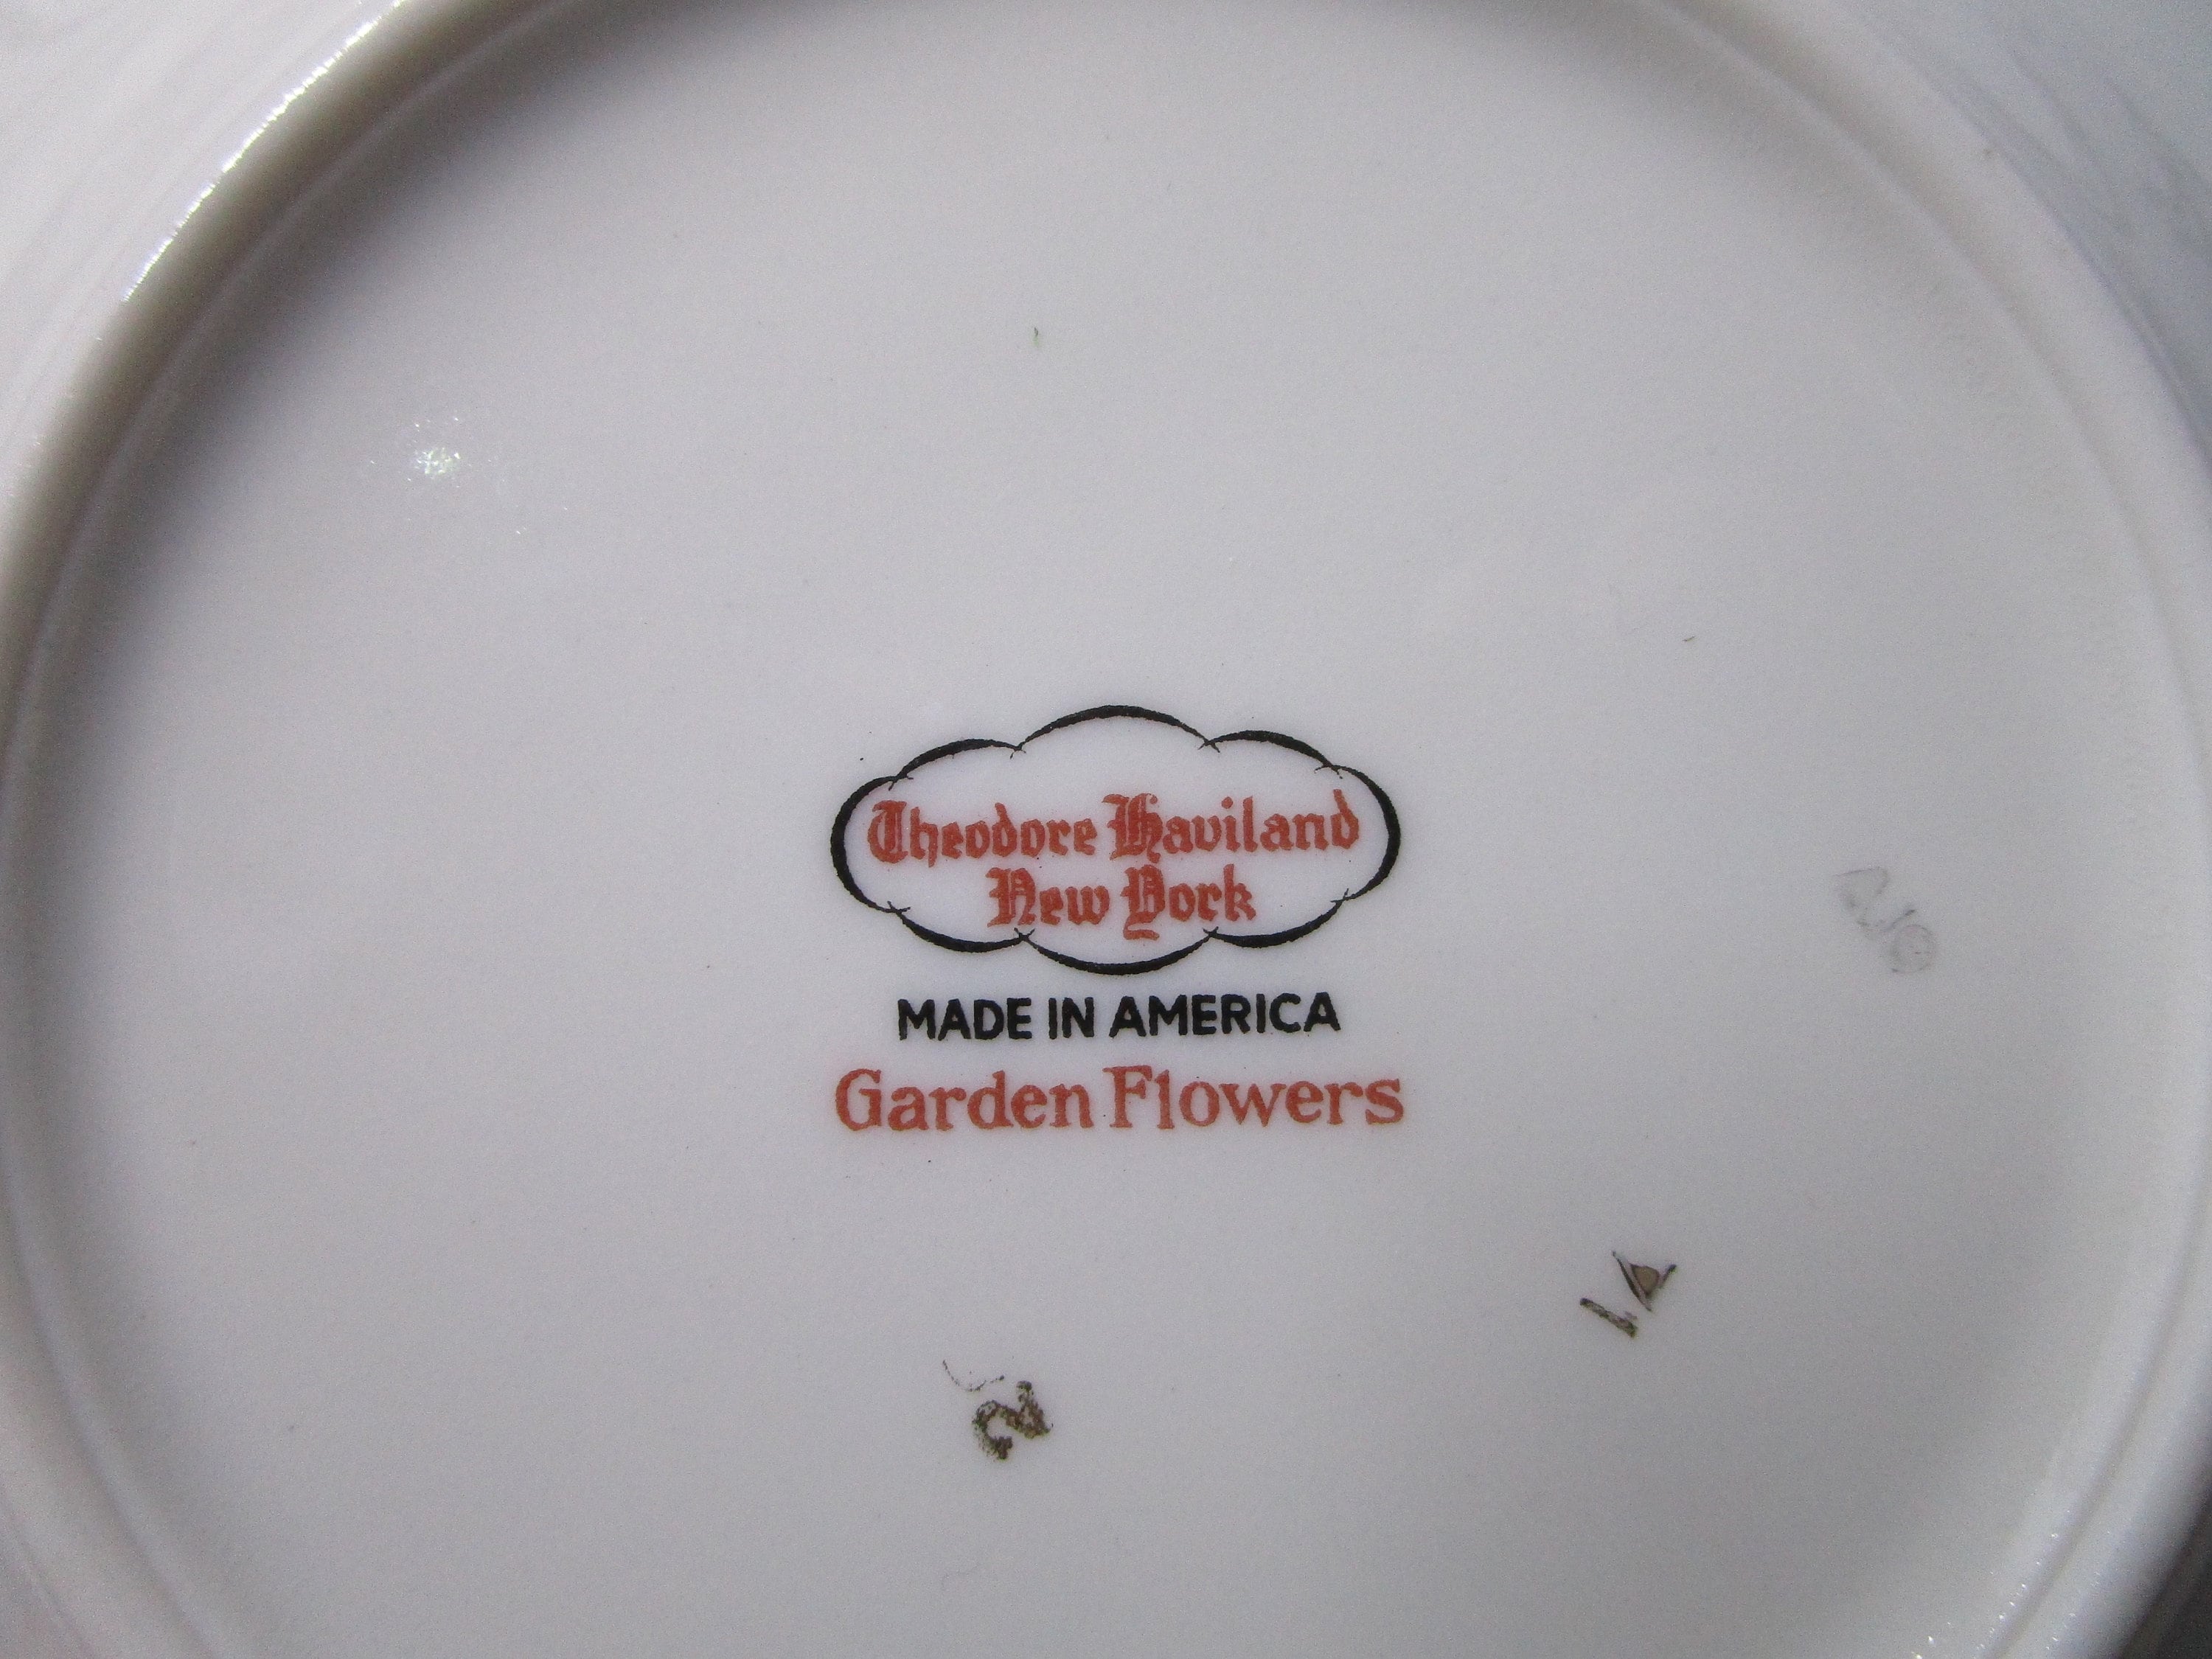 Theodore Haviland
New York
MADE IN AMERICA
Garden Flowers